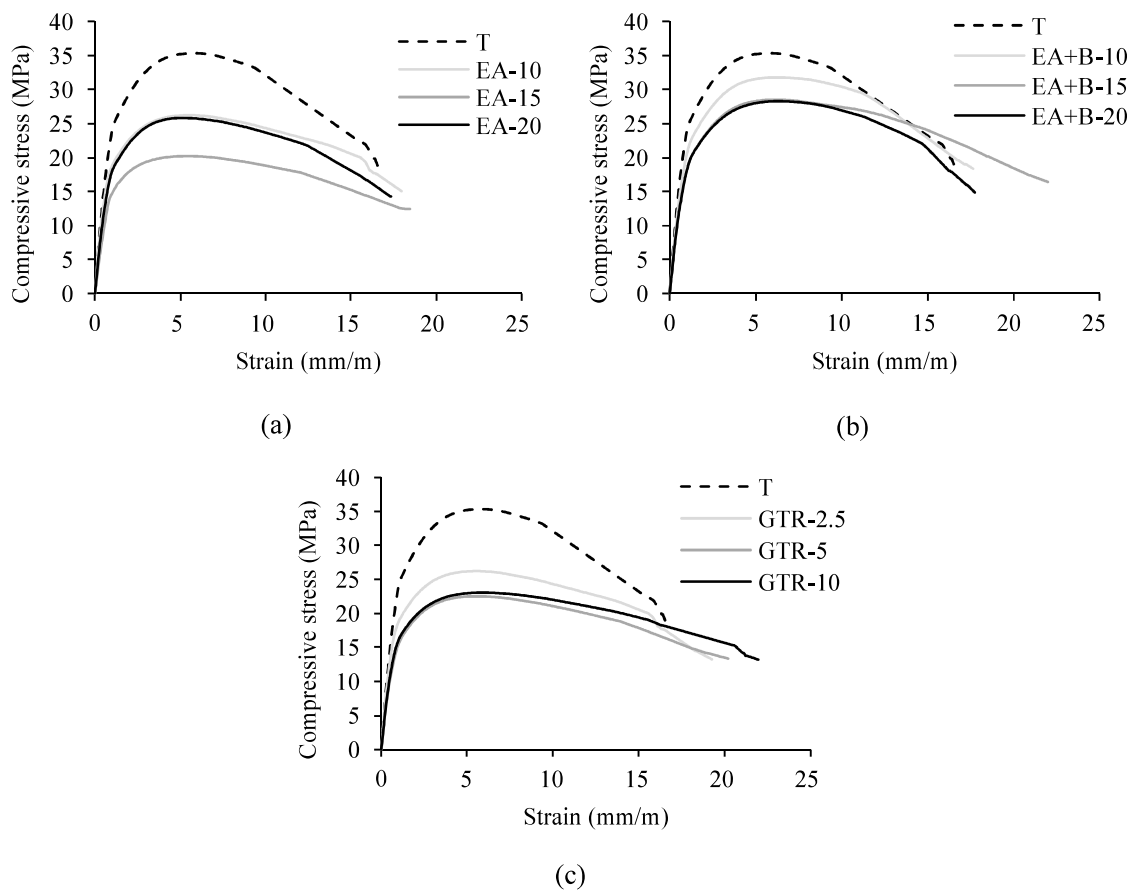 Compressive stress (MPa)
40
35
30
25
20
15
10
5
0
0 5 10 15 20 25
Strain (mm/m)
T
EA-10
EA-15
EA-20
(a)
Compressive stress (MPa)
40
35
30
25
20
15
10
5
0
0 5 10 15 20 25
Strain (mm/m)
T
EA+B-10
EA+B-15
EA+B-20
(b)
Compressive stress (MPa)
40
35
30
25
20
15
10
5
0
0 5 10 15 20 25
Strain (mm/m)
T
GTR-2.5
GTR-5
GTR-10
(c)